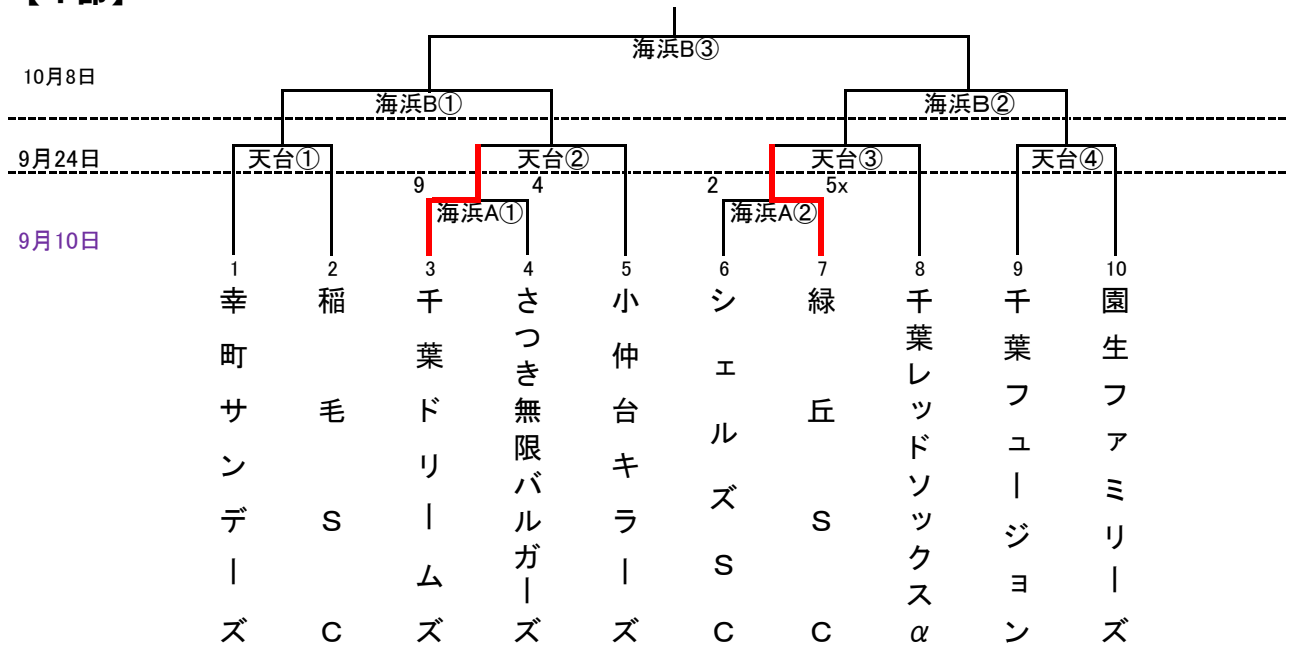 海浜B③
10月8日
海浜B① 海浜B②
9月24日 天台① 天台② 天台③ 天台④
9 4 2 5x
海浜A① 海浜A②
9月10日
1 2 3 4 5 6 7 8 9 10
幸町サンデーズ
稲毛SC
千葉ドリームズ
さつき無限バルガーズ
小仲台キラーズ
シェルズSC
緑丘SC
千葉レッドソックスα
千葉フュージョン
園生ファミリーズ